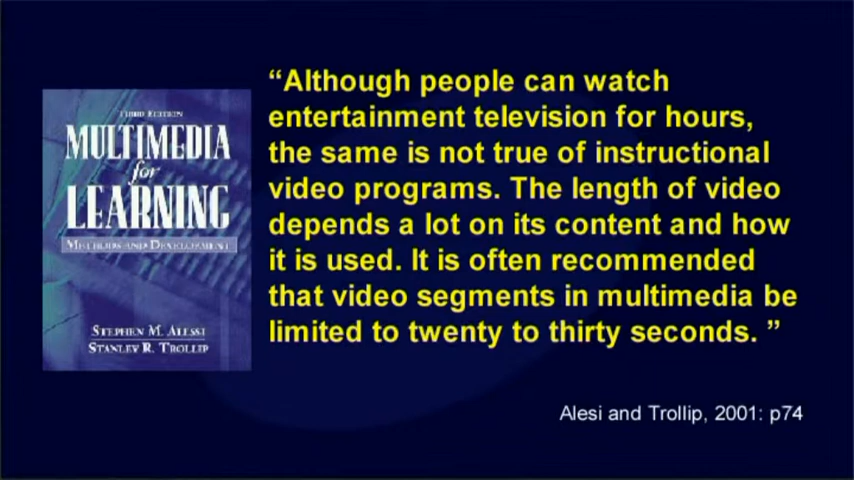 THIRD EDITION
MULTIMEDIA
for
LEARNING
METHODS AND DEVELOPMENT
STEPHEN M. ALESSI
STANLEY R. TROLLIP
“Although people can watch
entertainment television for hours,
the same is not true of instructional
video programs. The length of video
depends a lot on its content and how
it is used. It is often recommended
that video segments in multimedia be
limited to twenty to thirty seconds. ”
Alesi and Trollip, 2001: p74